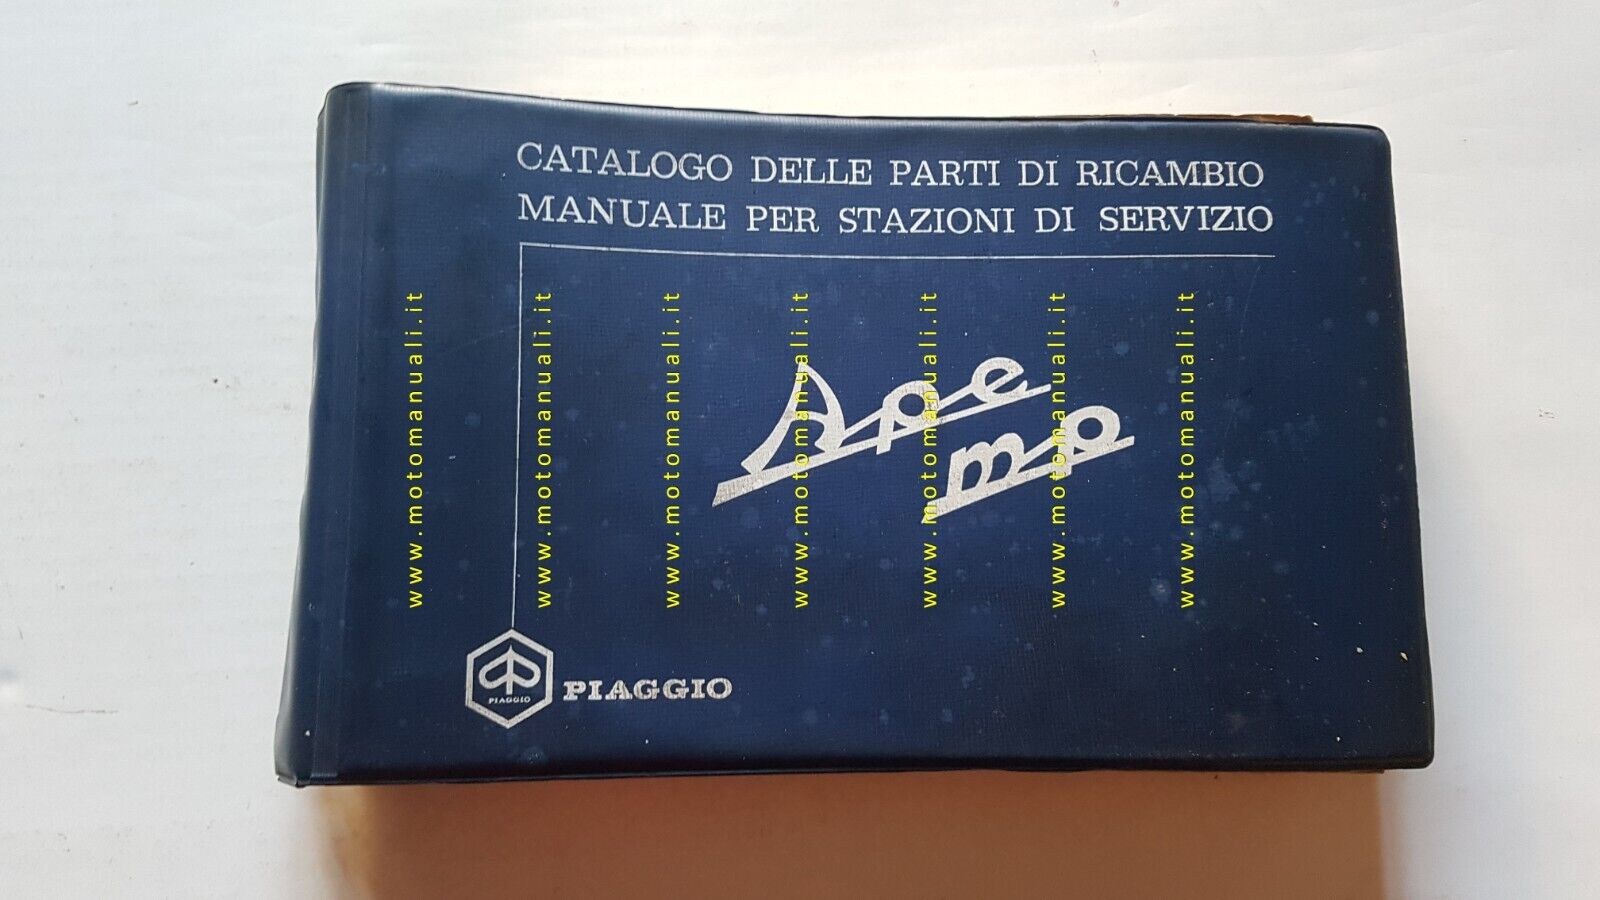 CATALOGO DELLE PARTI DI RICAMBIO
MANUALE PER STAZIONI DI SERVIZIO
Ape
mp
www.motomanuali.it
www.motomanuali.it
www.motomanuali.it
www.motomanuali.it
www.motomanuali.it
www.motomanuali.it
www.motomanuali.it
PIAGGIO
PIAGGIO